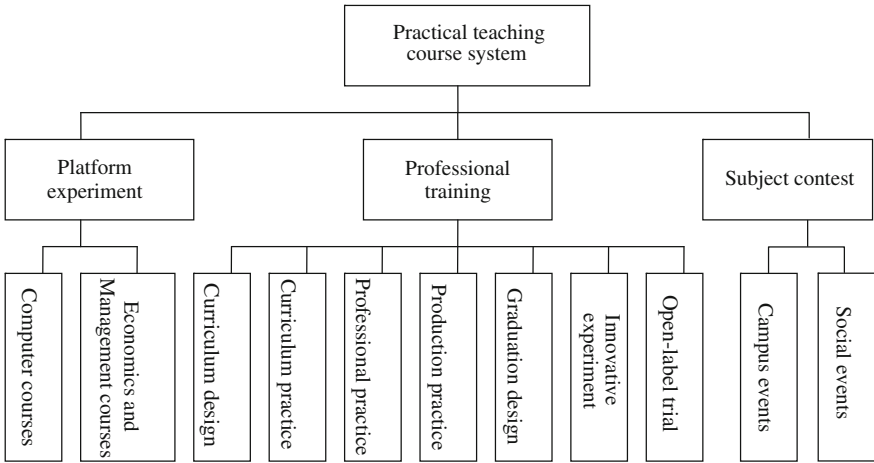 Practical teaching
course system
Platform
experiment
Professional
training
Subject contest
Computer courses
Economics and
Management courses
Curriculum design
Curriculum practice
Professional practice
Production practice
Graduation design
Innovative
experiment
Open-label trial
Campus events
Social events